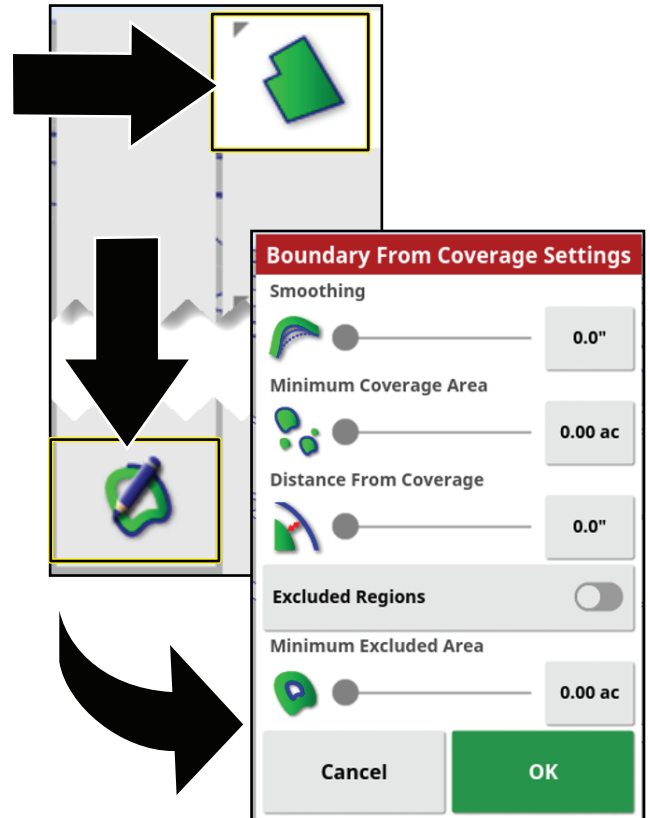 Boundary From Coverage Settings
Smoothing
0.0"
Minimum Coverage Area
0.00 ac
Distance From Coverage
0.0"
Excluded Regions
Minimum Excluded Area
0.00 ac
Cancel
OK